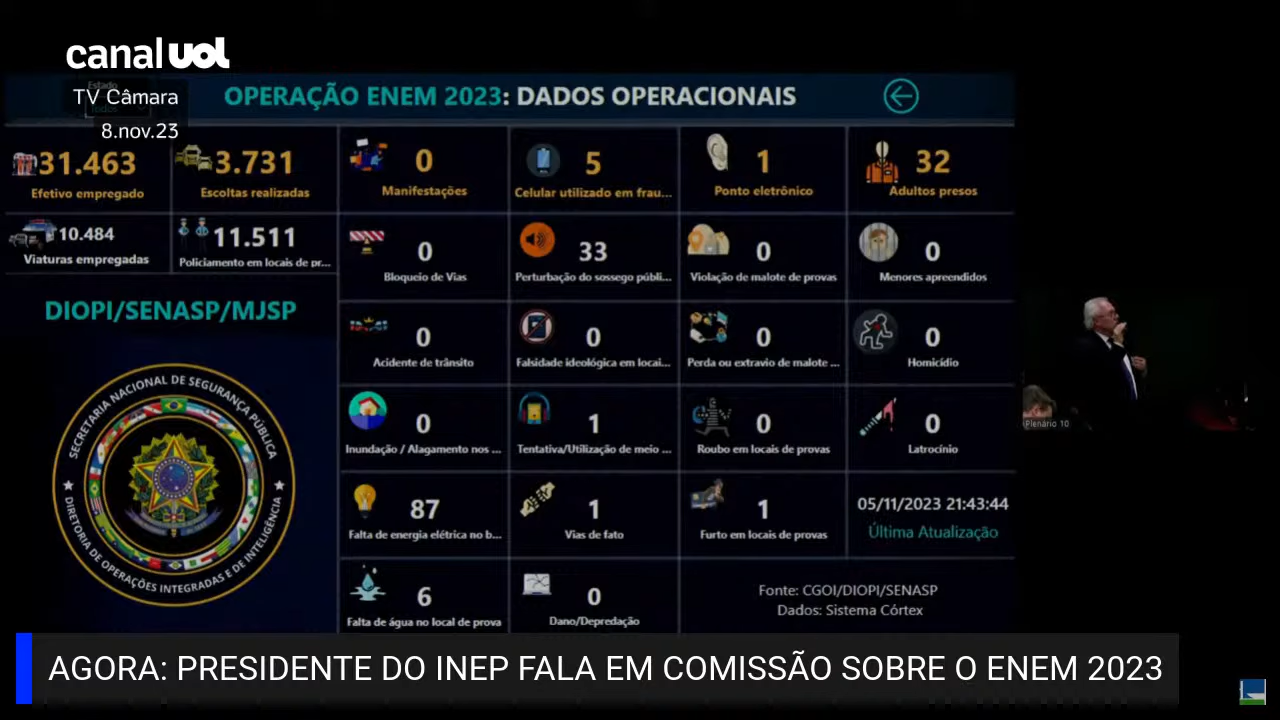 canal uol
TV Câmara
8.nov.23
OPERAÇÃO ENEM 2023: DADOS OPERACIONAIS
31.463
Efetivo empregado
3.731
Escoltas realizadas
0
Manifestações
5
Celular utilizado em frau...
1
Ponto eletrônico
32
Adultos presos
10.484
Viaturas empregadas
11.511
Policiamento em locais de pr...
0
Bloqueio de Vias
33
Perturbação do sossego públi...
0
Violação de malote de provas
0
Menores apreendidos
DIOPI/SENASP/MJSP
0
Acidente de trânsito
0
Falsidade ideológica em locai...
0
Perda ou extravio de malote ...
0
Homicídio
0
Inundação / Alagamento nos ...
1
Tentativa/Utilização de meio ...
0
Roubo em locais de provas
0
Latrocínio
87
Falta de energia elétrica no b...
1
Vias de fato
1
Furto em locais de provas
05/11/2023 21:43:44
Última Atualização
6
Falta de água no local de prova
0
Dano/Depredação
Fonte: CGOI/DIOPI/SENASP
Dados: Sistema Córtex
SECRETARIA NACIONAL DE SEGURANÇA PÚBLICA
DIRETORIA DE OPERAÇÕES INTEGRADAS E DE INTELIGÊNCIA
Plenário 10
AGORA: PRESIDENTE DO INEP FALA EM COMISSÃO SOBRE O ENEM 2023